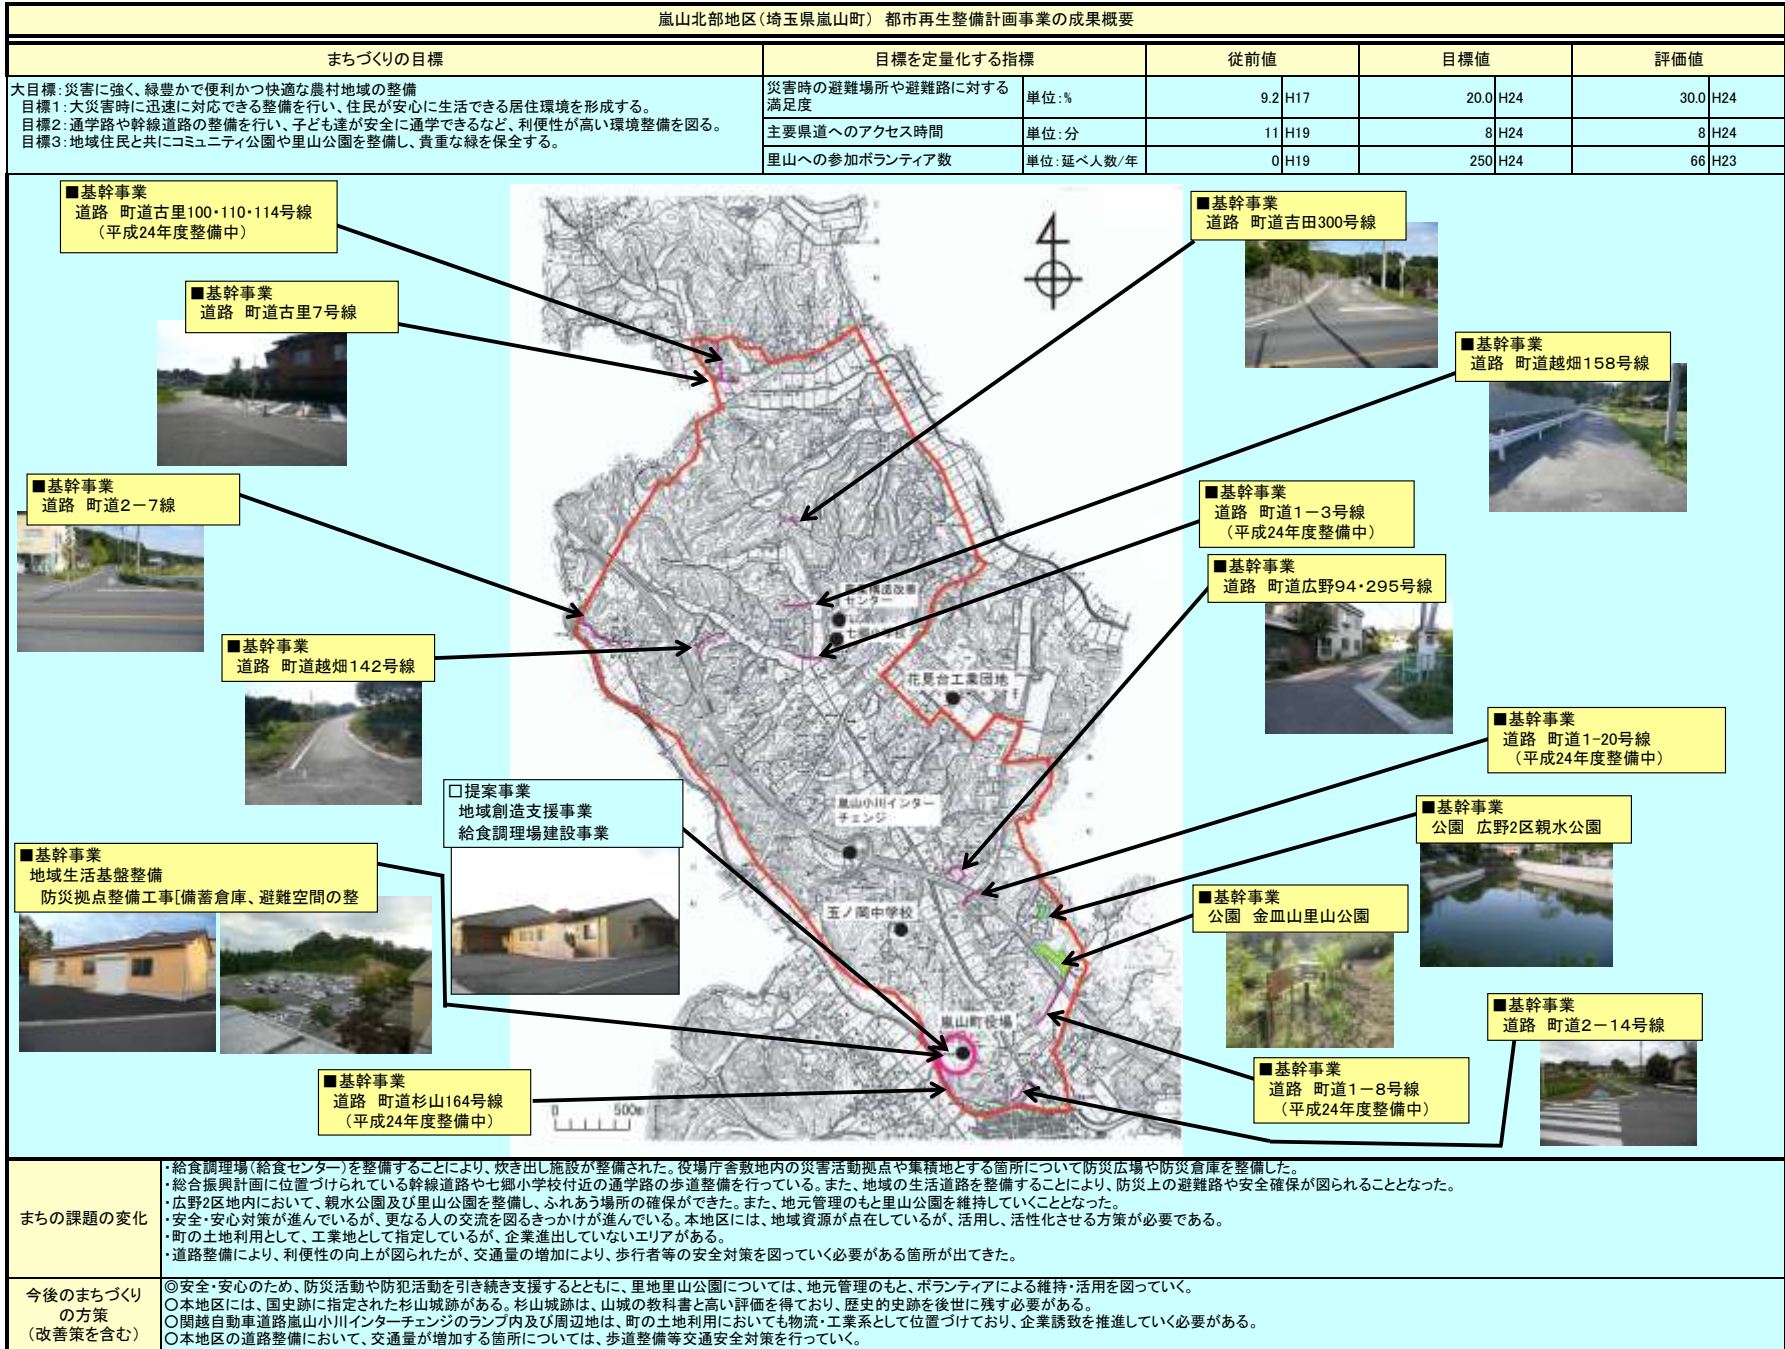 嵐山北部地区(埼玉県嵐山町) 都市再生整備計画事業の成果概要
まちづくりの目標
目標を定量化する指標
従前値
目標値
評価値
大目標:災害に強く、緑豊かで便利かつ快適な農村地域の整備
目標1:大災害時に迅速に対応できる整備を行い、住民が安心に生活できる居住環境を形成する。
目標2:通学路や幹線道路の整備を行い、子ども達が安全に通学できるなど、利便性が高い環境整備を図る。
目標3:地域住民と共にコミュニティ公園や里山公園を整備し、貴重な緑を保全する。
災害時の避難場所や避難路に対する
満足度
単位:% 9.2 H17 20.0 H24 30.0 H24
主要県道へのアクセス時間 単位:分 11 H19 8 H24 8 H24
里山への参加ボランティア数 単位:延べ人数/年 0 H19 250 H24 66 H23
■基幹事業
道路 町道古里100・110・114号線
(平成24年度整備中)
■基幹事業
道路 町道吉田300号線
■基幹事業
道路 町道古里7号線
■基幹事業
道路 町道越畑158号線
■基幹事業
道路 町道2-7線
■基幹事業
道路 町道1-3号線
(平成24年度整備中)
■基幹事業
道路 町道広野94・295号線
■基幹事業
道路 町道越畑142号線
■基幹事業
道路 町道1-20号線
(平成24年度整備中)
□提案事業
地域創造支援事業
給食調理場建設事業
■基幹事業
公園 広野2区親水公園
■基幹事業
地域生活基盤整備
防災拠点整備工事[備蓄倉庫、避難空間の整
■基幹事業
公園 金皿山里山公園
■基幹事業
道路 町道2-14号線
■基幹事業
道路 町道1-8号線
(平成24年度整備中)
■基幹事業
道路 町道杉山164号線
(平成24年度整備中)
センター
花見台工業団地
嵐山小川インター
チェンジ
玉ノ岡中学校
嵐山町役場
0 500m
まちの課題の変化
・給食調理場(給食センター)を整備することにより、炊き出し施設が整備された。役場庁舎敷地内の災害活動拠点や集積地とする箇所について防災広場や防災倉庫を整備した。
・総合振興計画に位置づけられている幹線道路や七郷小学校付近の通学路の歩道整備を行っている。また、地域の生活道路を整備することにより、防災上の避難路や安全確保が図られることとなった。
・広野2区地内において、親水公園及び里山公園を整備し、ふれあう場所の確保ができた。また、地元管理のもと里山公園を維持していくこととなった。
・安全・安心対策が進んでいるが、更なる人の交流を図るきっかけが進んでいる。本地区には、地域資源が点在しているが、活用し、活性化させる方策が必要である。
・町の土地利用として、工業地として指定しているが、企業進出していないエリアがある。
・道路整備により、利便性の向上が図られたが、交通量の増加により、歩行者等の安全対策を図っていく必要がある箇所が出てきた。
今後のまちづくり
の方策
(改善策を含む)
◎安全・安心のため、防災活動や防犯活動を引き続き支援するとともに、里地里山公園については、地元管理のもと、ボランティアによる維持・活用を図っていく。
○本地区には、国史跡に指定された杉山城跡がある。杉山城跡は、山城の教科書と高い評価を得ており、歴史的史跡を後世に残す必要がある。
○関越自動車道路嵐山小川インターチェンジのランプ内及び周辺地は、町の土地利用においても物流・工業系として位置づけており、企業誘致を推進していく必要がある。
○本地区の道路整備において、交通量が増加する箇所については、歩道整備等交通安全対策を行っていく。